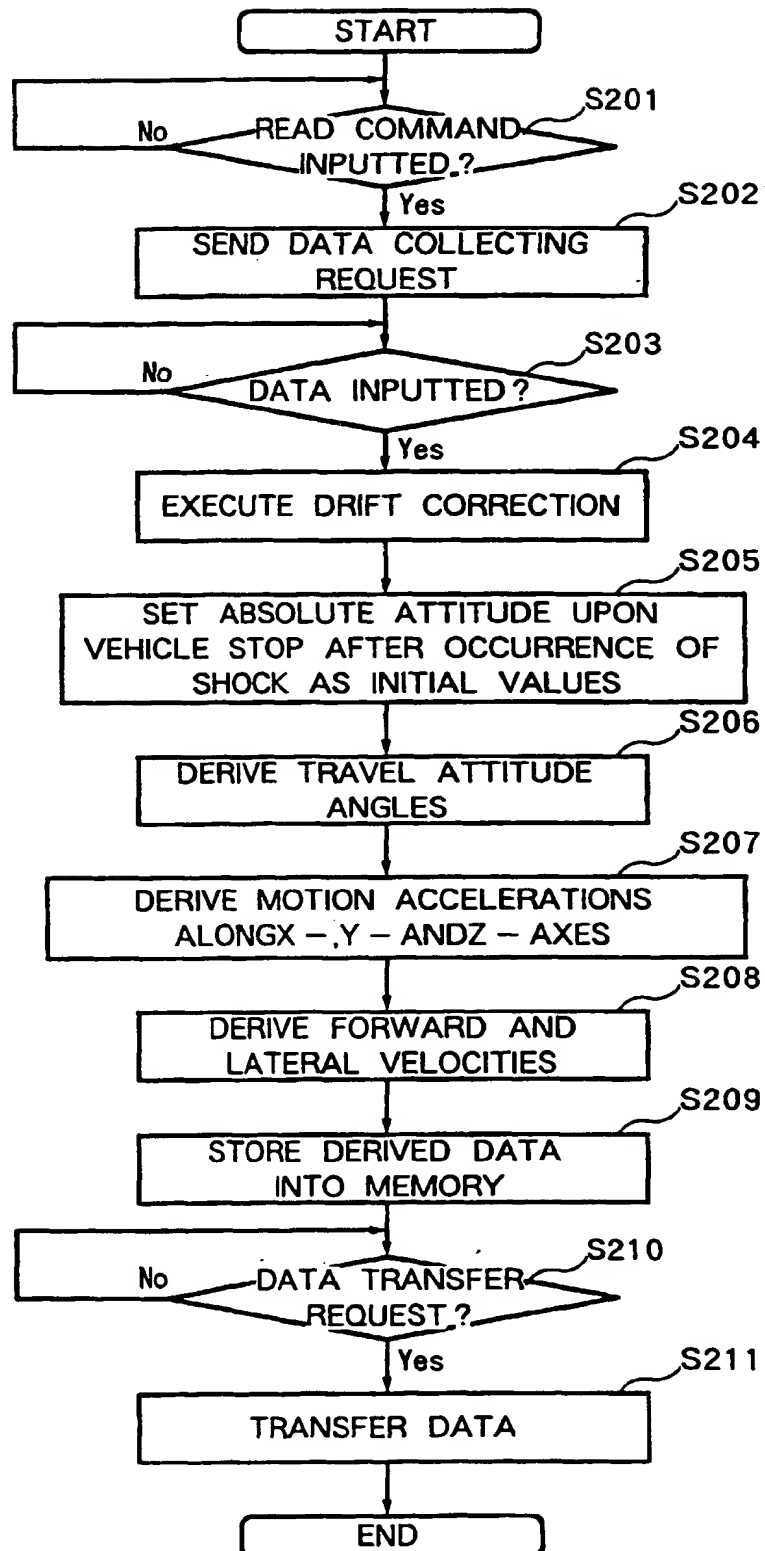 START
S201
READ COMMAND
No
INPUTTED ?
Yes
S202
SEND DATA COLLECTING
REQUEST
S203
No
DATA INPUTTED ?
Yes
S204
EXECUTE DRIFT CORRECTION
S205
SET ABSOLUTE ATTITUDE UPON
VEHICLE STOP AFTER OCCURRENCE OF
SHOCK AS INITIAL VALUES
S206
DERIVE TRAVEL ATTITUDE
ANGLES
S207
DERIVE MOTION ACCELERATIONS
ALONGX-,Y-ANDZ-AXES
S208
DERIVE FORWARD AND
LATERAL VELOCITIES
S209
STORE DERIVED DATA
INTO MEMORY
S210
No
DATA TRANSFER
REQUEST ?
Yes
S211
TRANSFER DATA
END